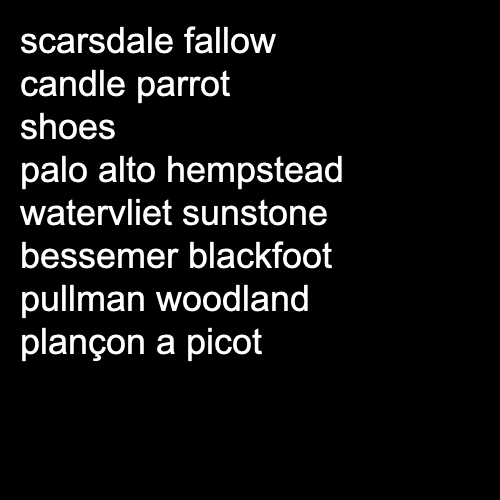 scarsdale fallow
candle parrot
shoes
palo alto hempstead
watervliet sunstone
bessemer blackfoot
pullman woodland
plançon a picot